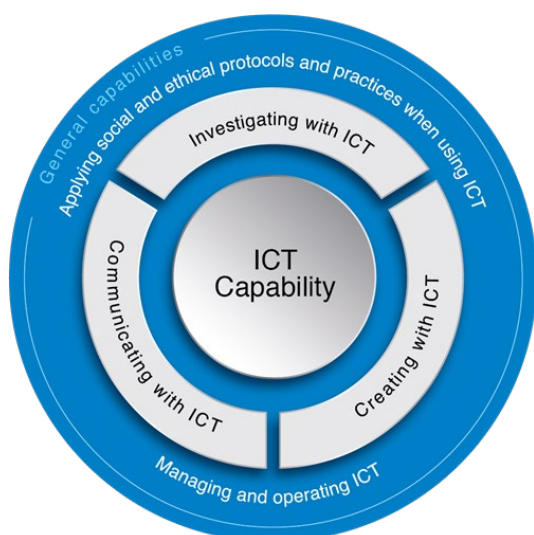 General capabilities
Applying social and ethical protocols and practices when using ICT
Investigating with ICT
Communicating with ICT
ICT
Capability
Creating with ICT
Managing and operating ICT